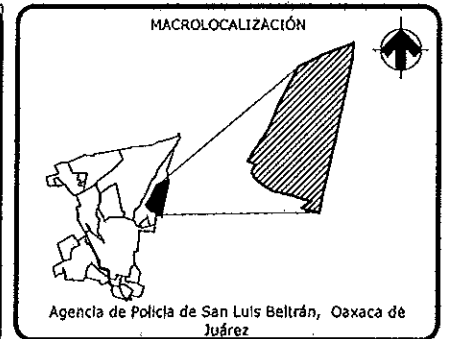 MACROLOCALIZACIÓN
Agencia de Policía de San Luis Beltrán, Oaxaca de
Juárez